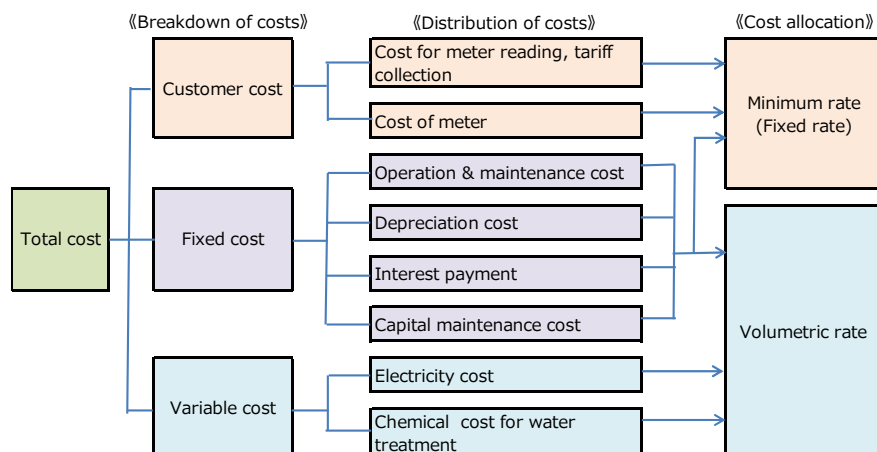 《Breakdown of costs》
《Distribution of costs》
《Cost allocation》
Total cost
Customer cost
Fixed cost
Variable cost
Cost for meter reading, tariff
collection
Cost of meter
Operation & maintenance cost
Depreciation cost
Interest payment
Capital maintenance cost
Electricity cost
Chemical cost for water
treatment
Minimum rate
(Fixed rate)
Volumetric rate